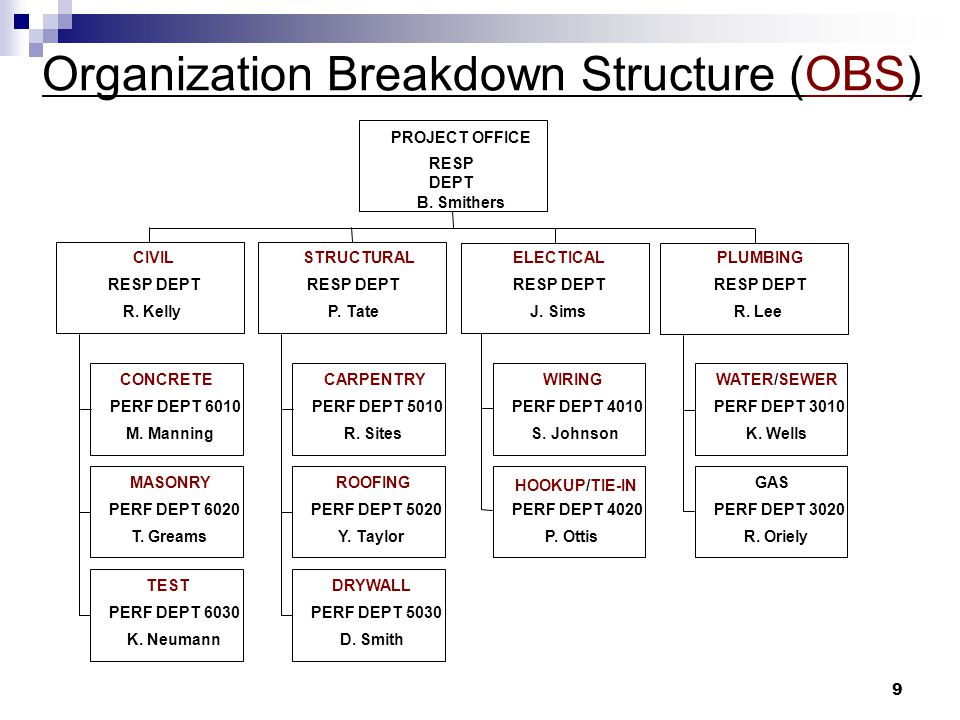 Organization Breakdown Structure (OBS)
PROJECT OFFICE
RESP
DEPT
B. Smithers
CIVIL
RESP DEPT
R. Kelly
STRUCTURAL
RESP DEPT
P. Tate
ELECTICAL
RESP DEPT
J. Sims
PLUMBING
RESP DEPT
R. Lee
CONCRETE
PERF DEPT 6010
M. Manning
CARPENTRY
PERF DEPT 5010
R. Sites
WIRING
PERF DEPT 4010
S. Johnson
WATER/SEWER
PERF DEPT 3010
K. Wells
MASONRY
PERF DEPT 6020
T. Greams
ROOFING
PERF DEPT 5020
Y. Taylor
HOOKUP/TIE-IN
PERF DEPT 4020
P. Ottis
GAS
PERF DEPT 3020
R. Oriely
TEST
PERF DEPT 6030
K. Neumann
DRYWALL
PERF DEPT 5030
D. Smith
9